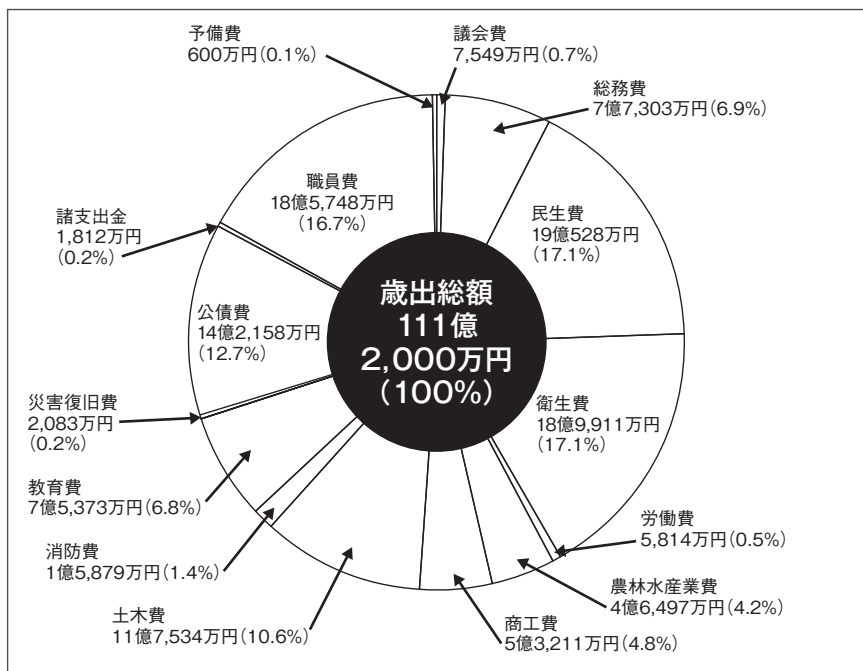 予備費
600万円(0.1%)
議会費
7,549万円(0.7%)
総務費
7億7,303万円(6.9%)
民生費
19億528万円
(17.1%)
衛生費
18億9,911万円
(17.1%)
労働費
5,814万円(0.5%)
農林水産業費
4億6,497万円(4.2%)
商工費
5億3,211万円(4.8%)
土木費
11億7,534万円(10.6%)
消防費
1億5,879万円(1.4%)
教育費
7億5,373万円(6.8%)
災害復旧費
2,083万円
(0.2%)
公債費
14億2,158万円
(12.7%)
諸支出金
1,812万円
(0.2%)
職員費
18億5,748万円
(16.7%)
歳出総額
111億
2,000万円
(100%)